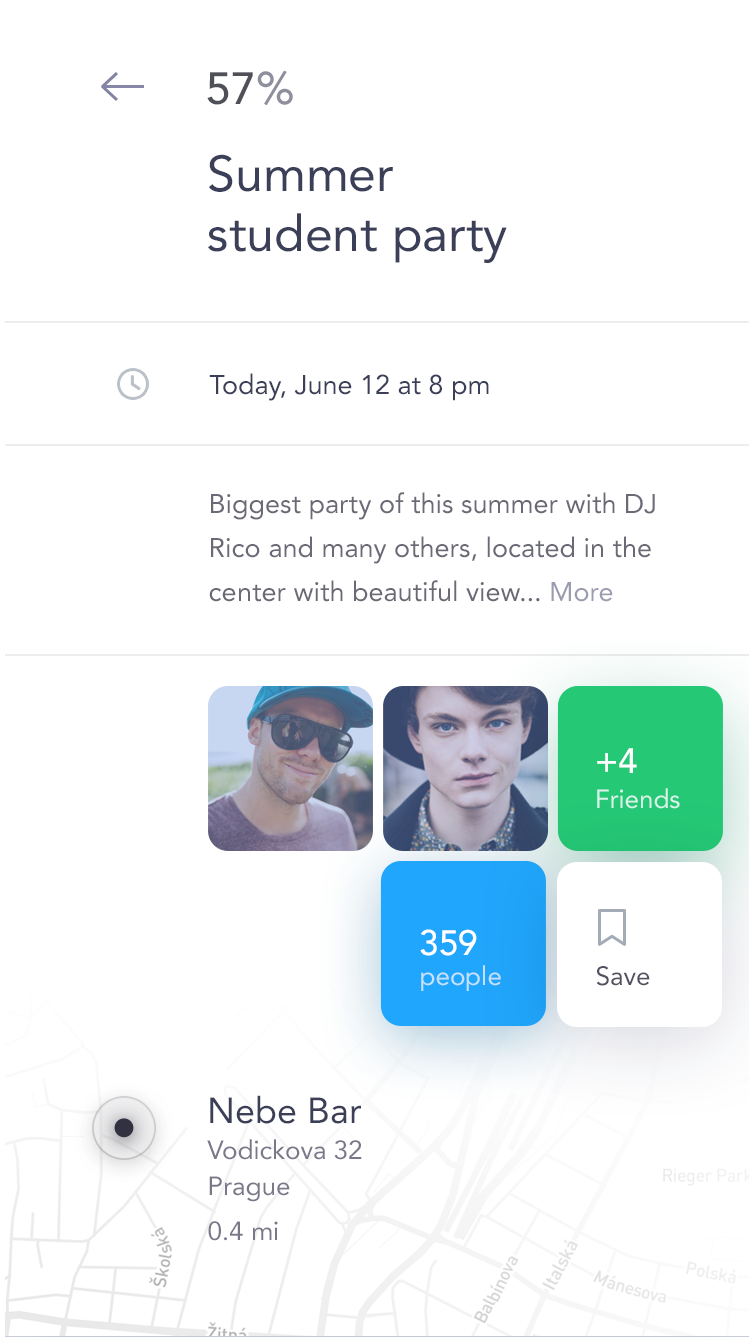 57%
Summer
student party
Today, June 12 at 8 pm
Biggest party of this summer with DJ
Rico and many others, located in the
center with beautiful view... More
+4
Friends
359
people
Save
Nebe Bar
Vodickova 32
Prague
0.4 mi
Rieger Park
Školská
Balbínova
Italská
Mánesova
Polská
Žitná